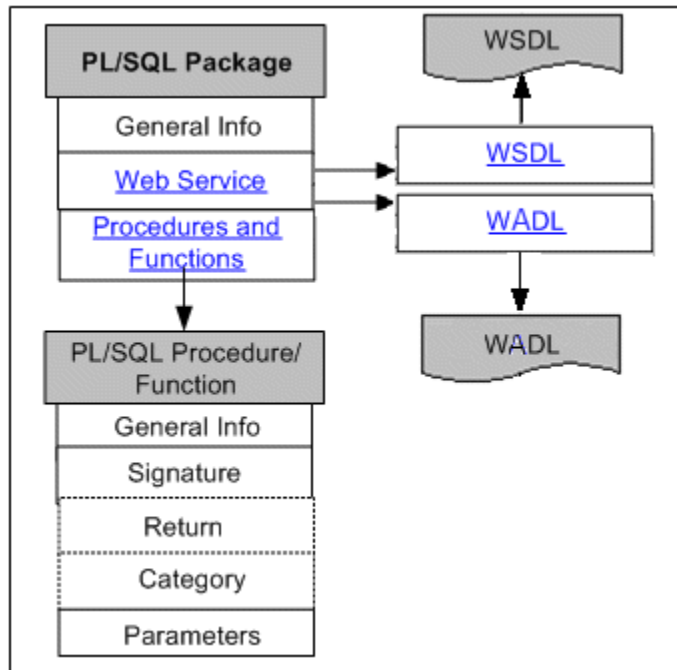 PL/SQL Package
General Info
Web Service
Procedures and
Functions
WSDL
WSDL
WADL
WADL
PL/SQL Procedure/
Function
General Info
Signature
Return
Category
Parameters